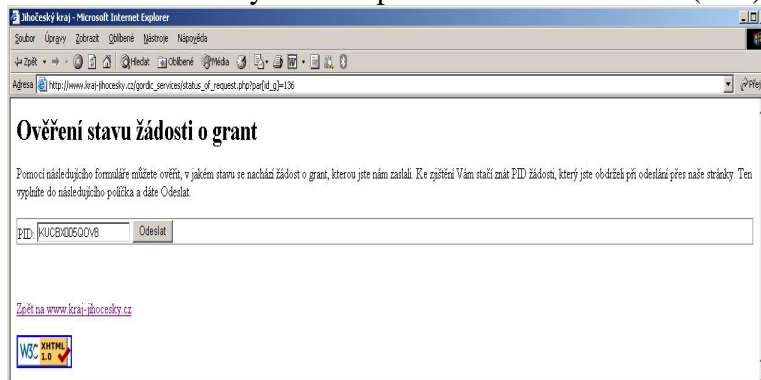 Jihočeský kraj - Microsoft Internet Explorer
Soubor Úpravy Zobrazit Oblíbené Nástroje Nápověda
Zpět Hledat Oblíbené Média
Adresa http://www.kraj-jihocesky.cz/gordic_services/status_of_request.php?par[id_g]=136
Ověření stavu žádosti o grant
Pomocí následujícího formuláře můžete ověřit, v jakém stavu se nachází žádost o grant, kterou jste nám zaslali. Ke zjištění Vám stačí znát PID žádosti, který jste obdrželi při odeslání přes naše stránky. Ten
vyplníte do následujícího políčka a dáte Odeslat.
PID: KUCBX005QOV8 Odeslat
Zpět na www.kraj-jihocesky.cz
W3C XHTML
1.0